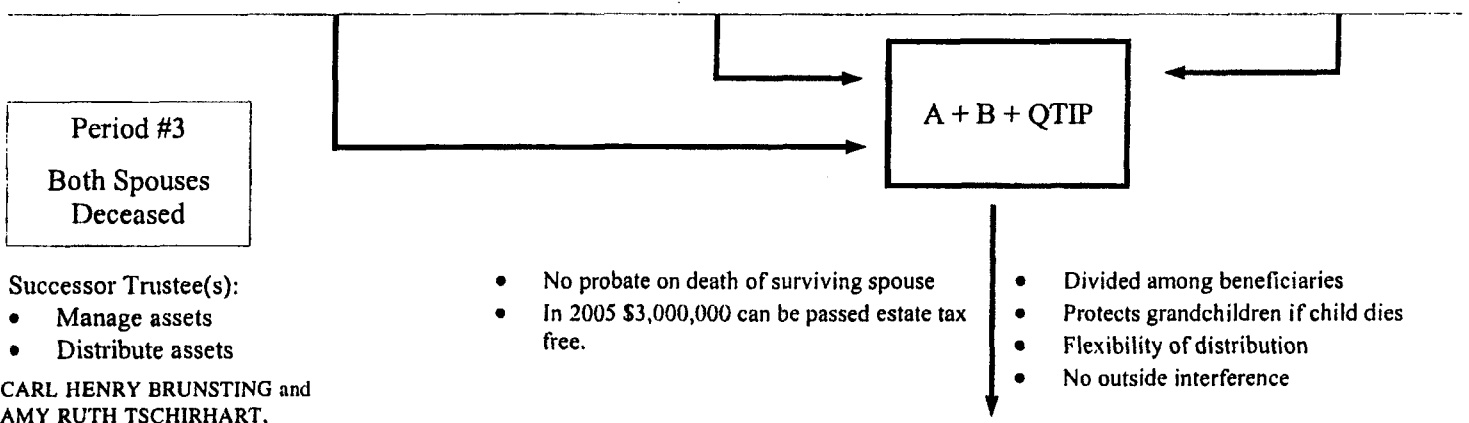 A + B + QTIP
Period #3
Both Spouses
Deceased
Successor Trustee(s):
• Manage assets
• Distribute assets
CARL HENRY BRUNSTING and
AMY RUTH TSCHIRHART,
• No probate on death of surviving spouse
• In 2005 $3,000,000 can be passed estate tax
free.
• Divided among beneficiaries
• Protects grandchildren if child dies
• Flexibility of distribution
• No outside interference